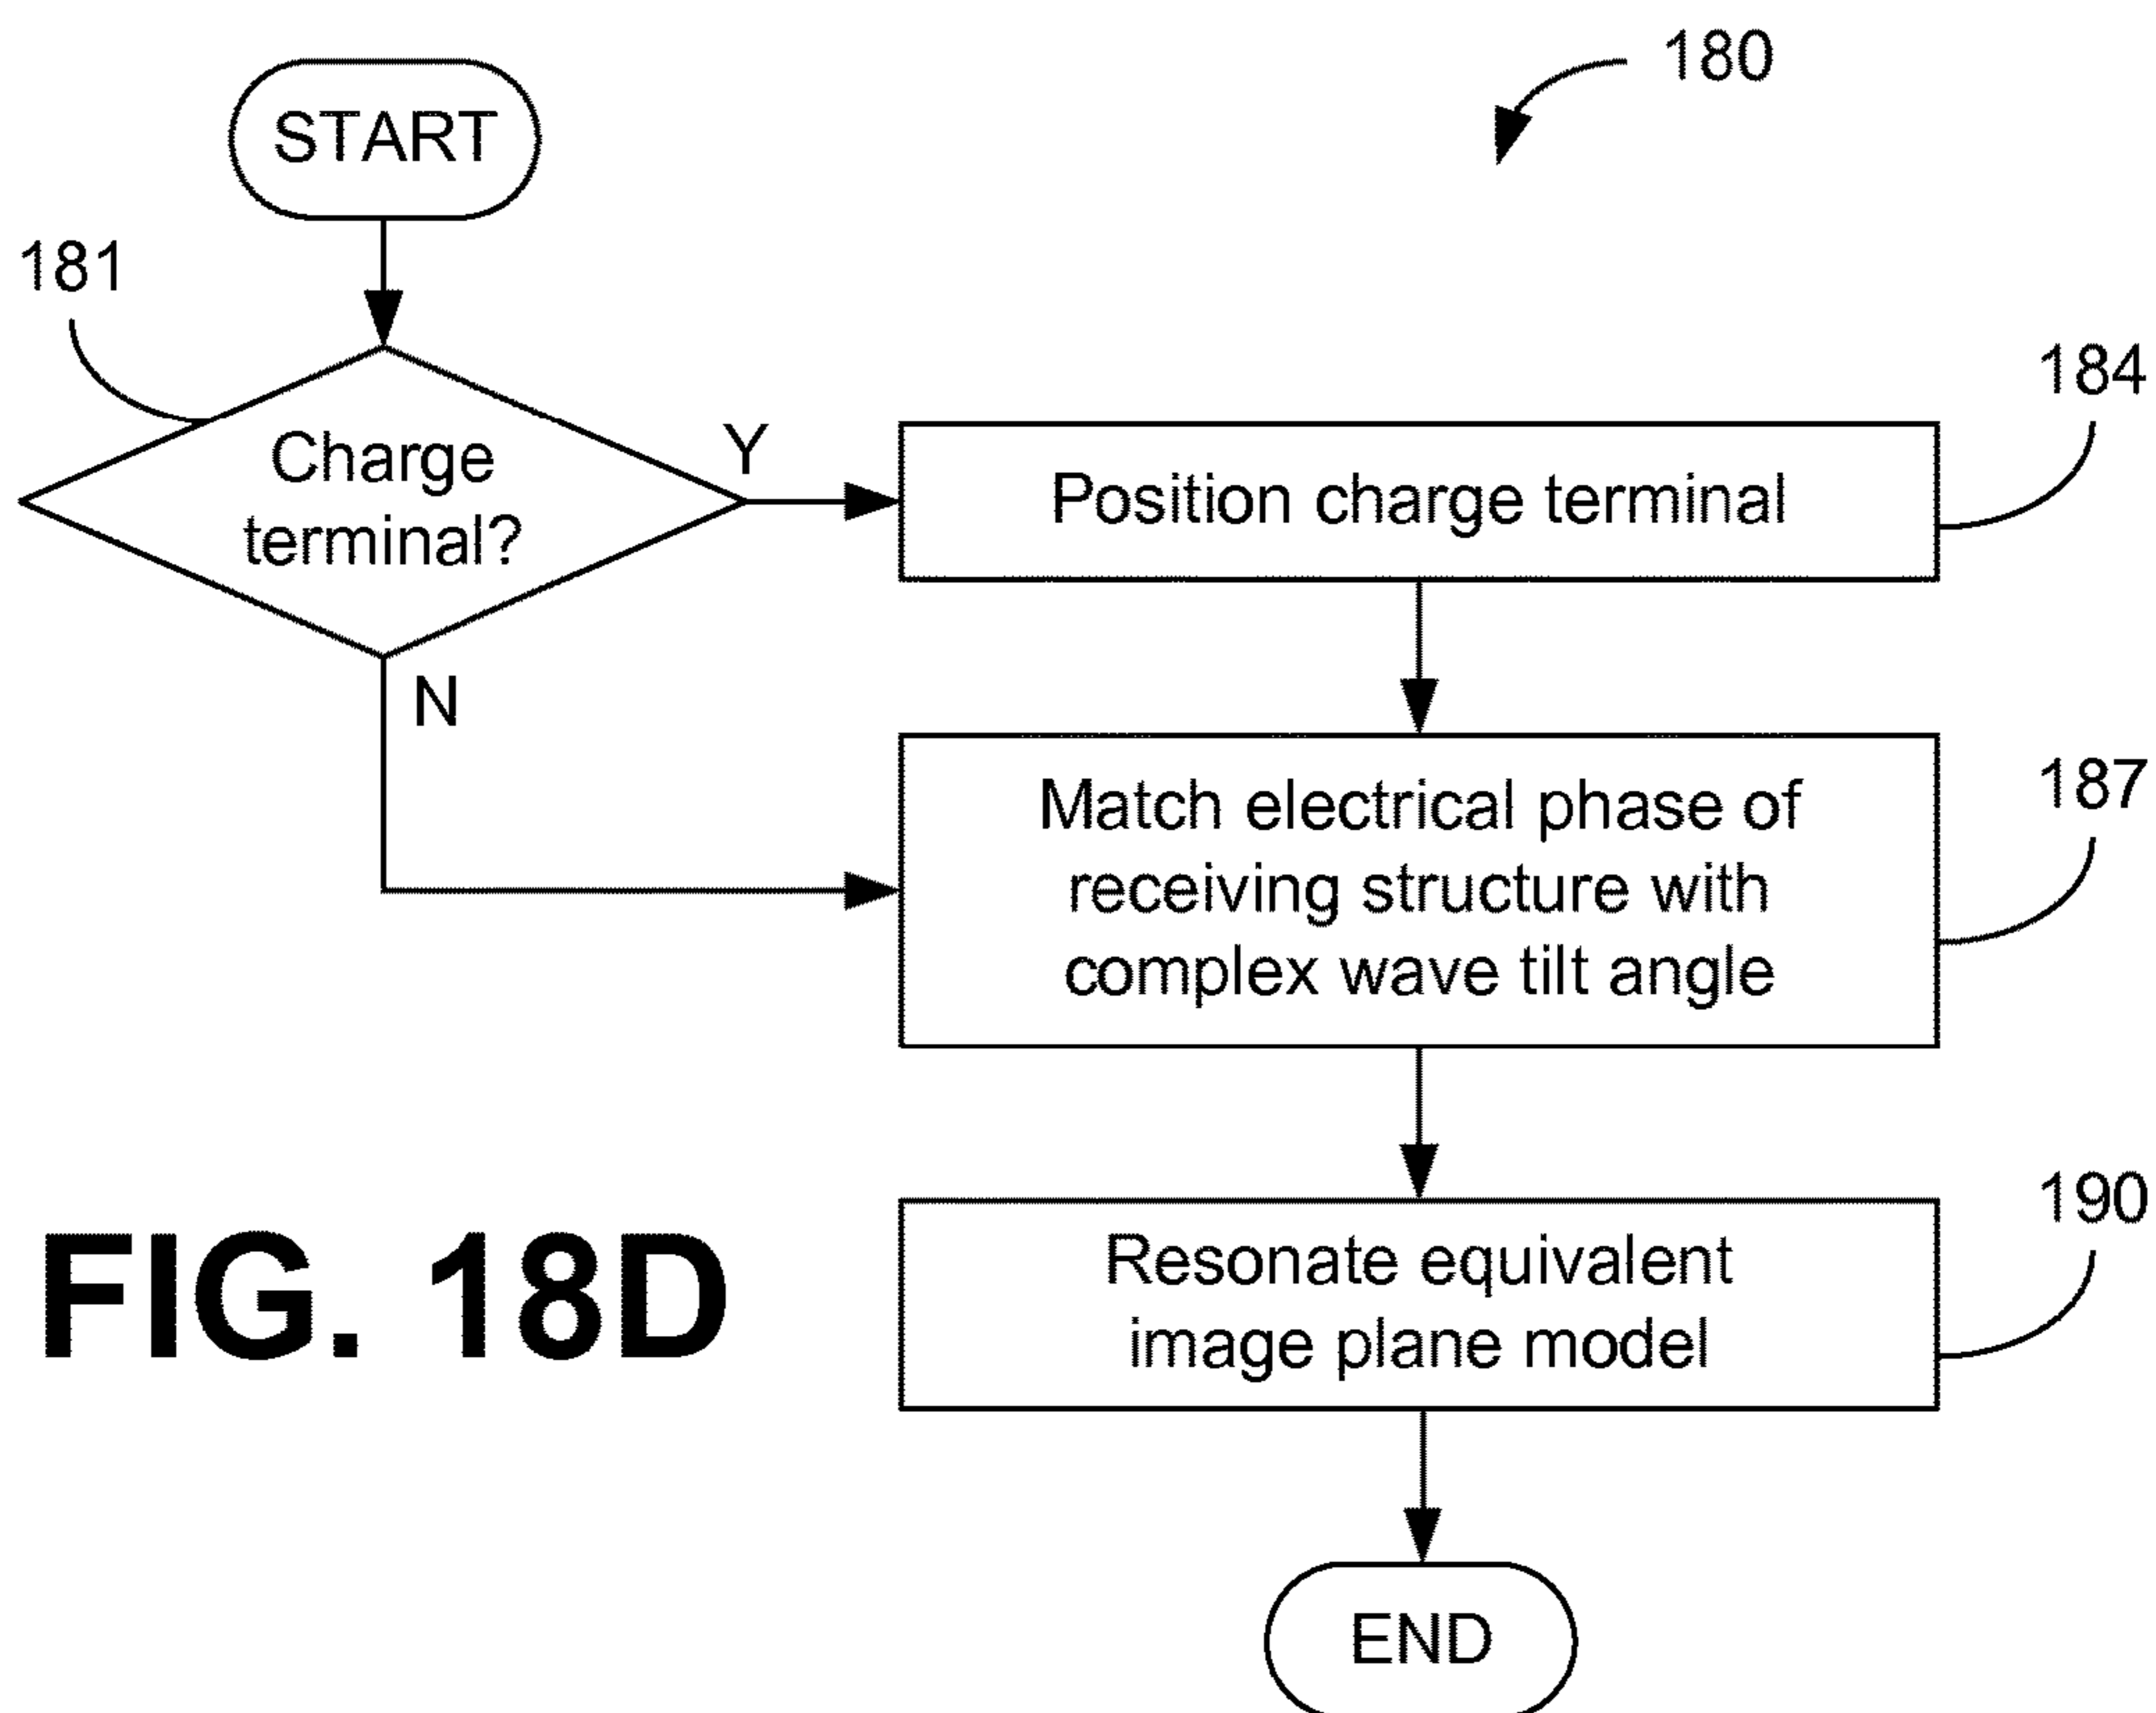 START
180
181
Charge
terminal?
Y
N
Position charge terminal
184
Match electrical phase of
receiving structure with
complex wave tilt angle
187
Resonate equivalent
image plane model
190
END
FIG. 18D